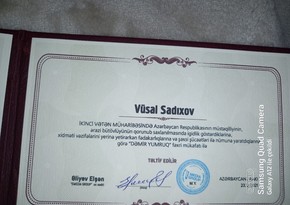 Vüsal Sadıxov
İKİNCİ VƏTƏN MÜHARİBƏSİNDƏ Azərbaycan Respublikasının müstəqilliyinin,
ərazi bütövlüyünün qorunub saxlanılmasında igidlik göstərdiklərinə,
xidməti vəzifələrini yerinə yetirərkən fədakarlıqlarına və şəxsi şücaətləri ilə nümunə yaratdıqlarına
görə "DƏMİR YUMRUQ" fəxri mükafatı ilə
TƏLTİF EDİLİR
Əliyev Elşən
AZƏRBAYCAN
Samsung Quad Camera
Galaxy A12 ilə çəkildi